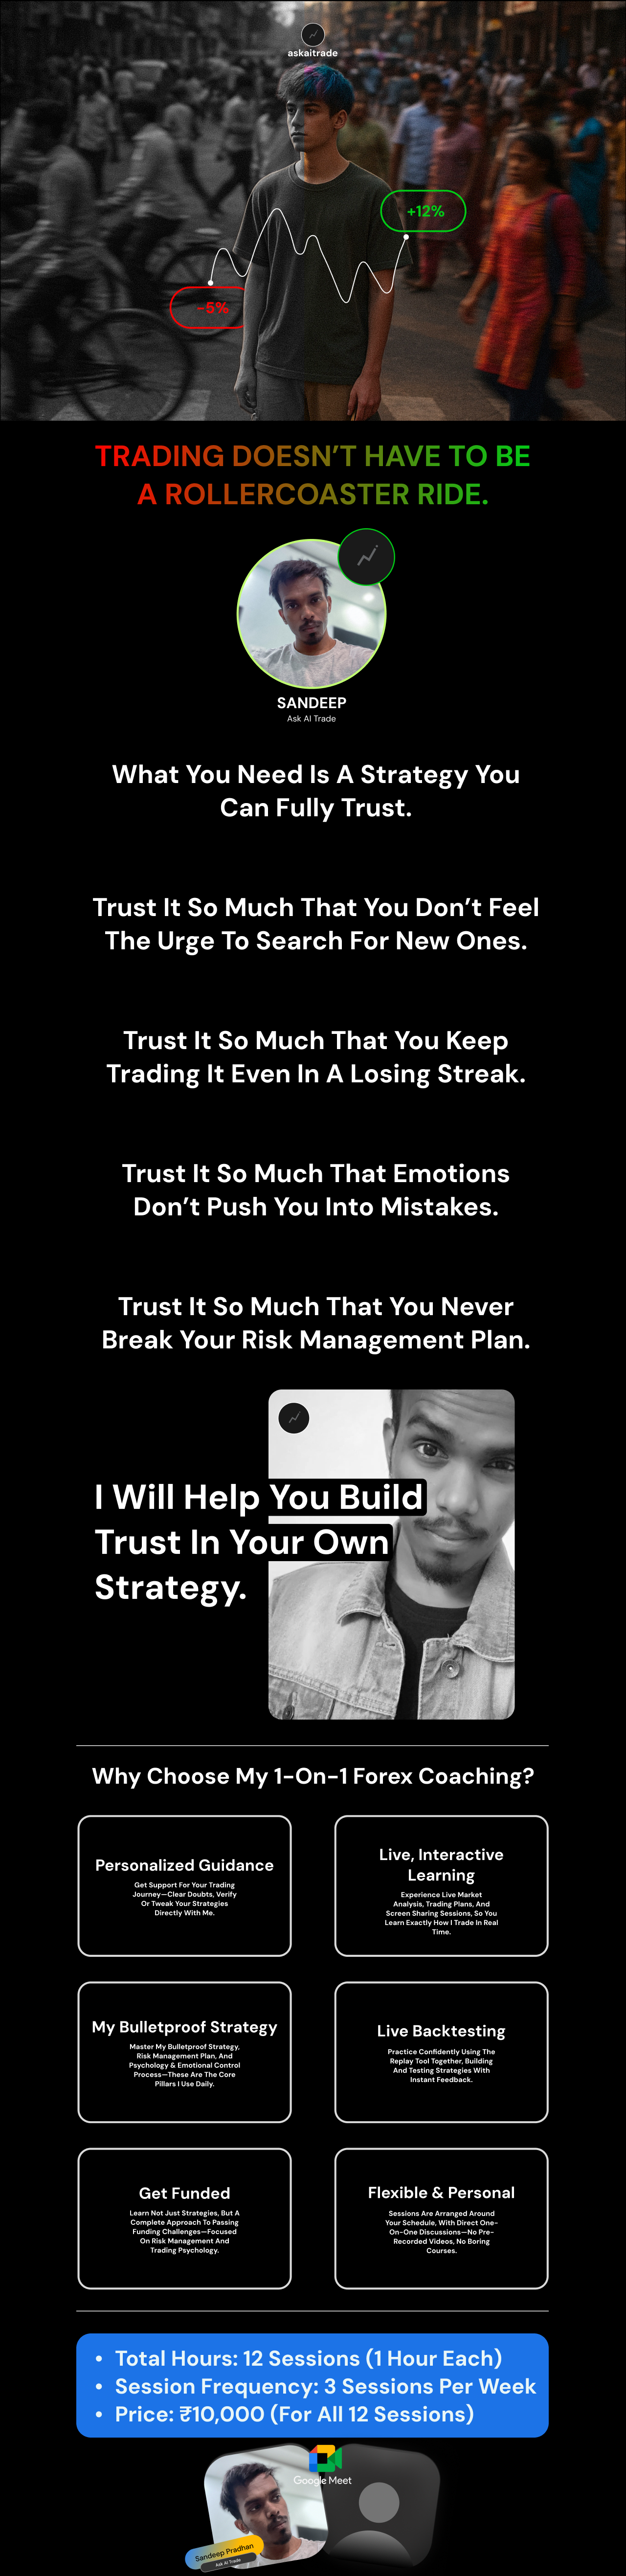 askaitrade
+12%
-5%
TRADING DOESN'T HAVE TO BE
A ROLLERCOASTER RIDE.
SANDEEP
Ask AI Trade
What You Need Is A Strategy You
Can Fully Trust.
Trust It So Much That You Don't Feel
The Urge To Search For New Ones.
Trust It So Much That You Keep
Trading It Even In A Losing Streak.
Trust It So Much That Emotions
Don't Push You Into Mistakes.
Trust It So Much That You Never
Break Your Risk Management Plan.
I Will Help You Build
Trust In Your Own
Strategy.
Why Choose My 1-On-1 Forex Coaching?
Personalized Guidance
Get Support For Your Trading
Journey—Clear Doubts, Verify
Or Tweak Your Strategies
Directly With Me.
Live, Interactive
Learning
Experience Live Market
Analysis, Trading Plans, And
Screen Sharing Sessions, So You
Learn Exactly How I Trade In Real
Time.
My Bulletproof Strategy
Master My Bulletproof Strategy,
Risk Management Plan, And
Psychology & Emotional Control
Process—These Are The Core
Pillars I Use Daily.
Live Backtesting
Practice Confidently Using The
Replay Tool Together, Building
And Testing Strategies With
Instant Feedback.
Get Funded
Learn Not Just Strategies, But A
Complete Approach To Passing
Funding Challenges—Focused
On Risk Management And
Trading Psychology.
Flexible & Personal
Sessions Are Arranged Around
Your Schedule, With Direct One-
On-One Discussions—No Pre-
Recorded Videos, No Boring
Courses.
• Total Hours: 12 Sessions (1 Hour Each)
• Session Frequency: 3 Sessions Per Week
• Price: ₹10,000 (For All 12 Sessions)
Google Meet
Sandeep Pradhan
Ask AI Trade